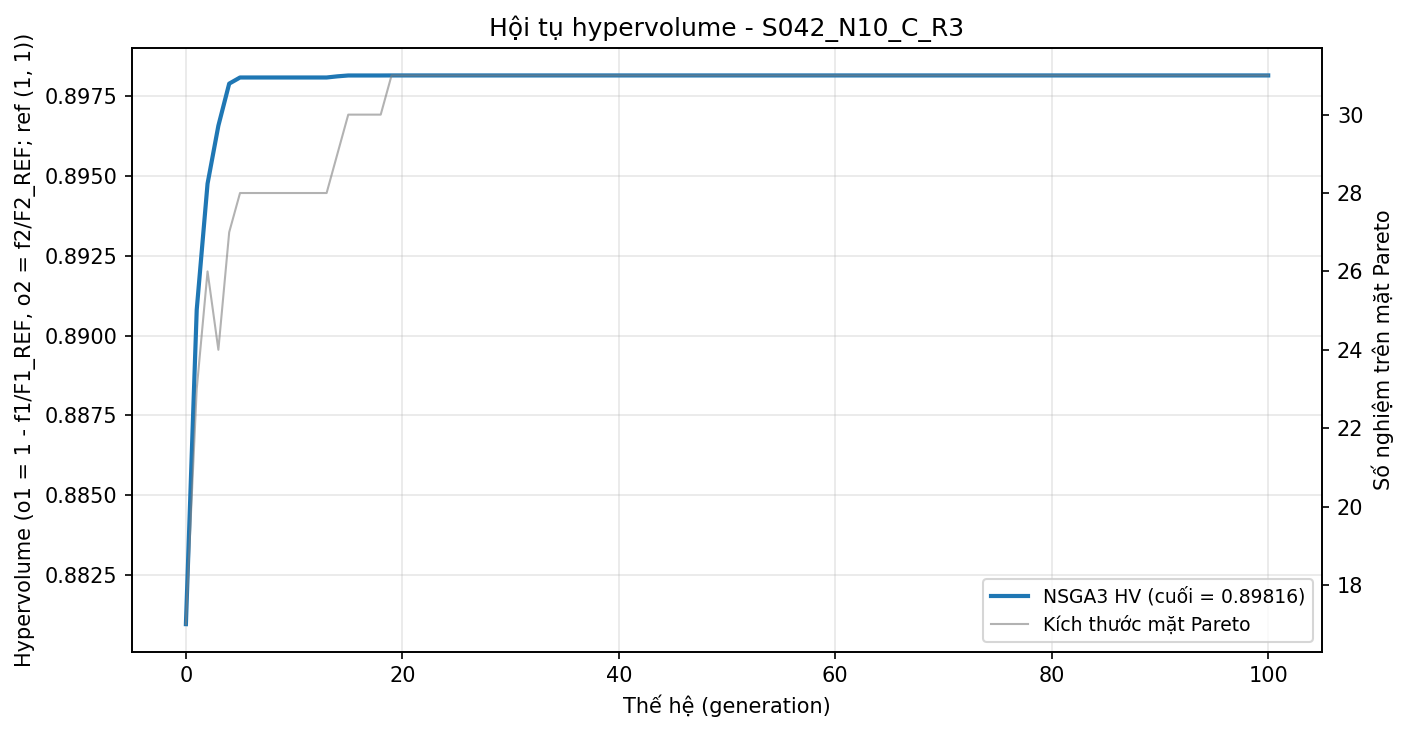 Hội tụ hypervolume - S042_N10_C_R3
Hypervolume (o1 = 1 - f1/F1_REF, o2 = f2/F2_REF; ref (1, 1))
0.8975
0.8950
0.8925
0.8900
0.8875
0.8850
0.8825
30
28
26
24
22
20
18
Số nghiệm trên mặt Pareto
NSGA3 HV (cuối = 0.89816)
Kích thước mặt Pareto
0 20 40 60 80 100
Thế hệ (generation)